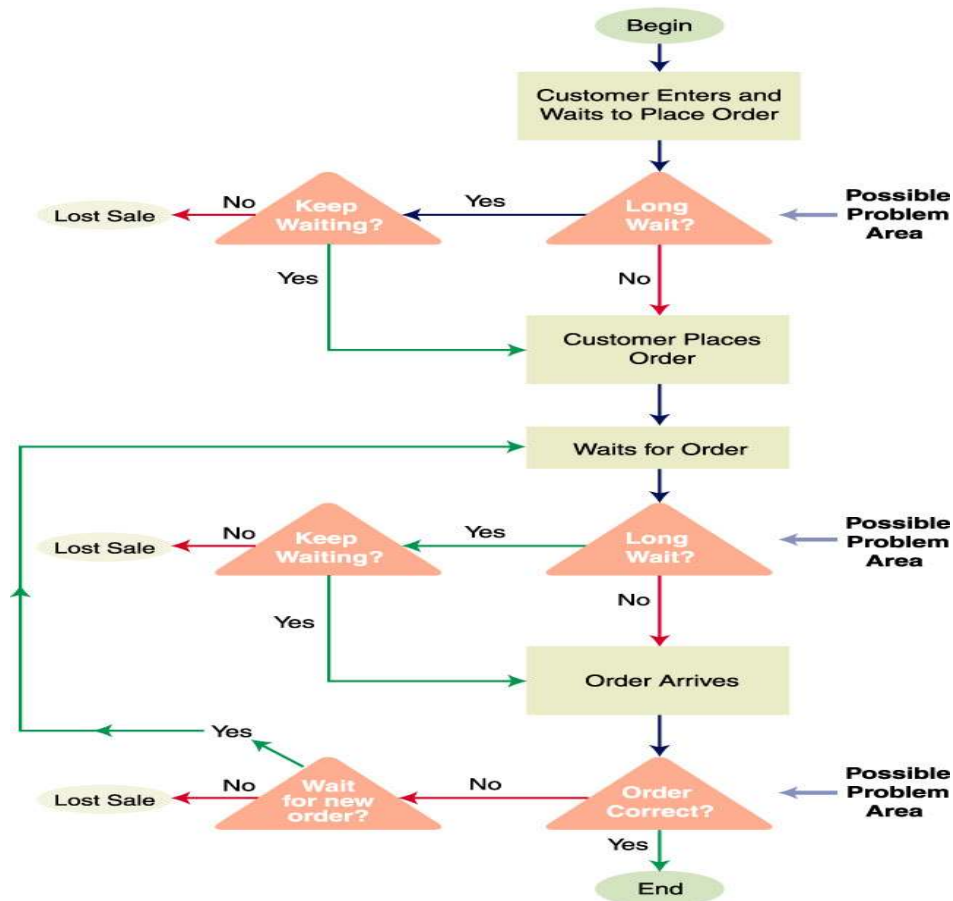 Begin
Customer Enters and
Waits to Place Order
Lost Sale
No
Keep
Waiting?
Yes
Long
Wait?
Possible
Problem
Area
Yes
No
Customer Places
Order
Waits for Order
Lost Sale
No
Keep
Waiting?
Yes
Long
Wait?
Possible
Problem
Area
Yes
No
Order Arrives
Yes
Lost Sale
No
Wait
for new
order?
No
Order
Correct?
Possible
Problem
Area
Yes
End